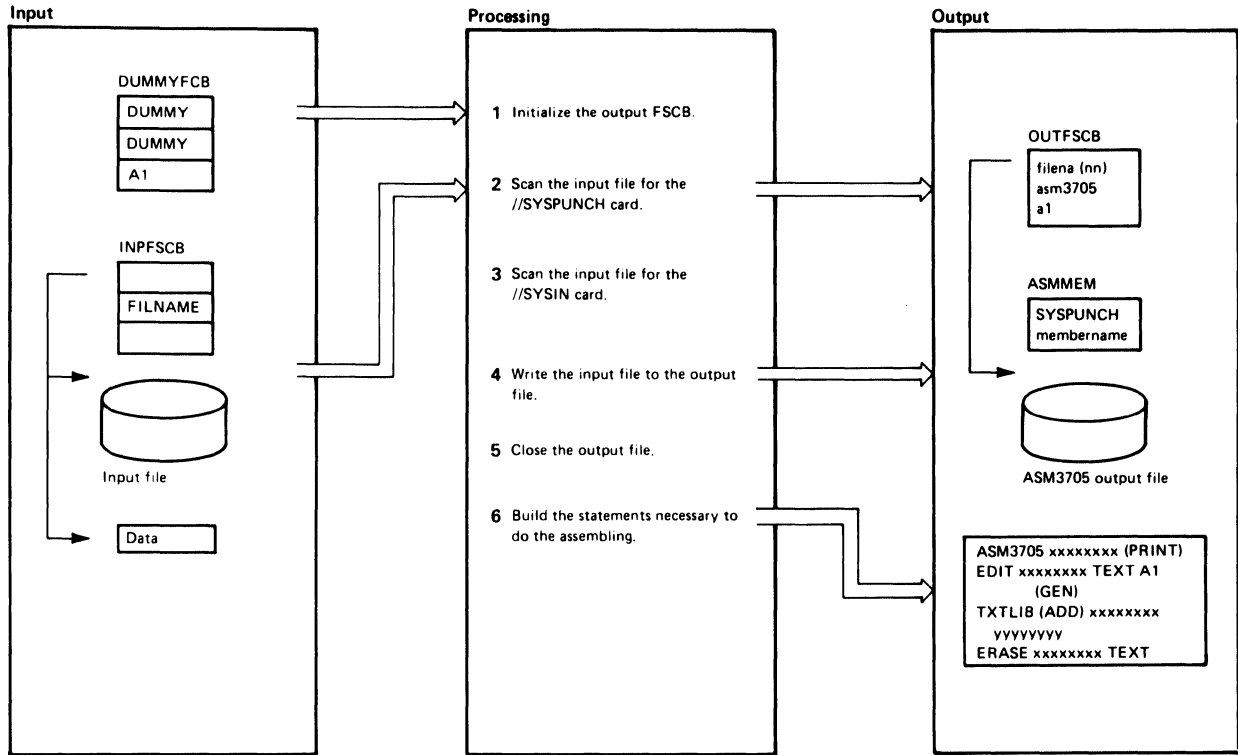 Input
DUMMYFCB
DUMMY
DUMMY
A1
INPFSCB
FILNAME
Input file
Data
Processing
1 Initialize the output FSCB.
2 Scan the input file for the
//SYSPUNCH card.
3 Scan the input file for the
//SYSIN card.
4 Write the input file to the output
file.
5 Close the output file.
6 Build the statements necessary to
do the assembling.
Output
OUTFSCB
filena (nn)
asm3705
a1
ASMMEM
SYSPUNCH
membername
ASM3705 output file
ASM3705 xxxxxxxx (PRINT)
EDIT xxxxxxxx TEXT A1
(GEN)
TXTLIB (ADD) xxxxxxxx
yyyyyyyy
ERASE xxxxxxxx TEXT